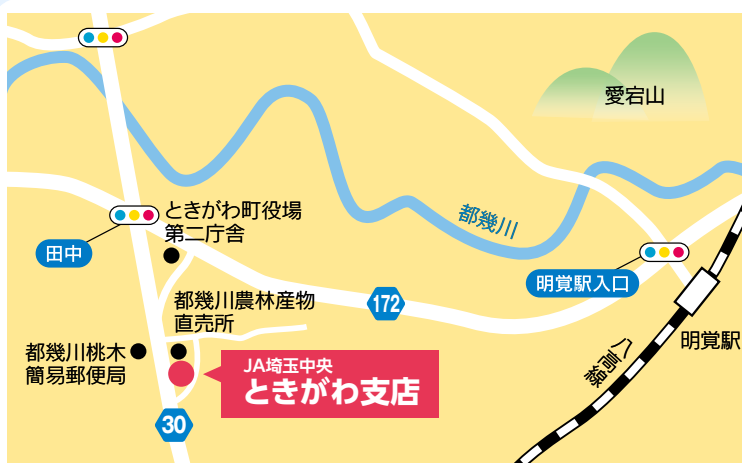 愛宕山
ときがわ町役場
第二庁舎
都幾川
田中
明覚駅入口
都幾川農林産物
直売所
172
明覚駅
都幾川桃木
簡易郵便局
JA埼玉中央
ときがわ支店
八高線
30